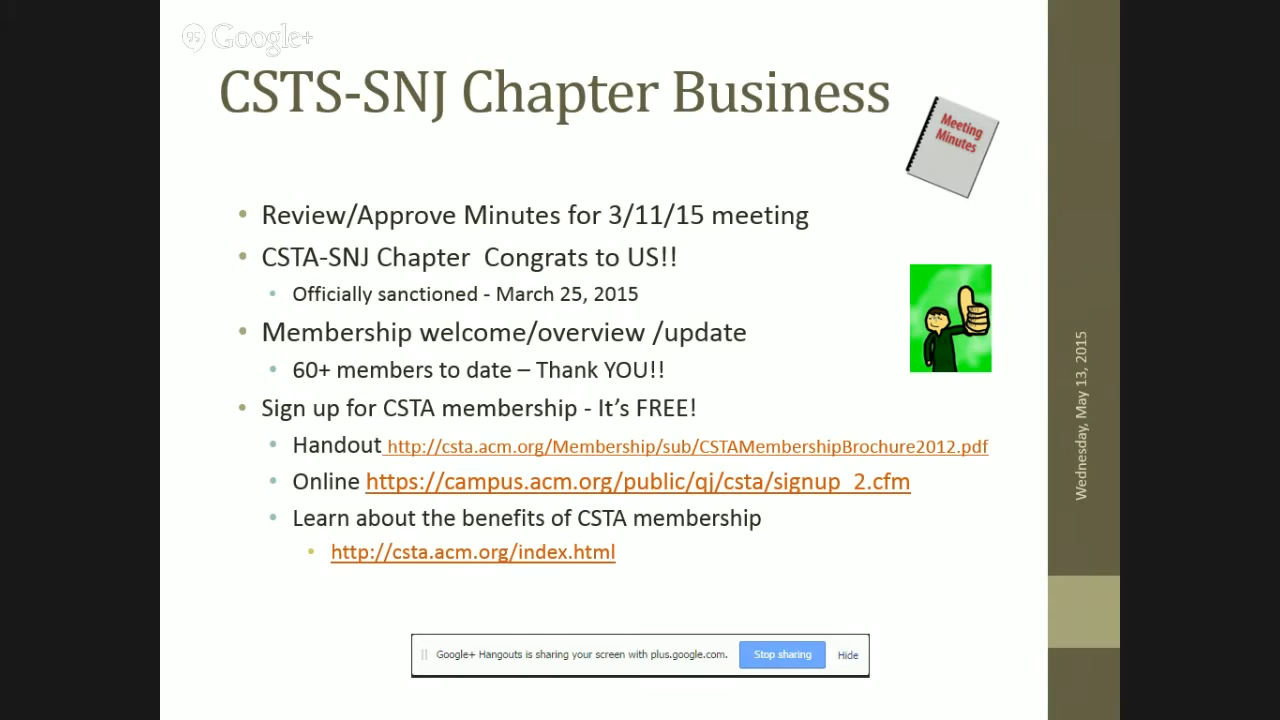 Google+
CSTS-SNJ Chapter Business
Meeting
Minutes
• Review/Approve Minutes for 3/11/15 meeting
• CSTA-SNJ Chapter  Congrats to US!!
• Officially sanctioned - March 25, 2015
• Membership welcome/overview /update
• 60+ members to date – Thank YOU!!
• Sign up for CSTA membership - It’s FREE!
• Handout http://csta.acm.org/Membership/sub/CSTAMembershipBrochure2012.pdf
• Online https://campus.acm.org/public/qj/csta/signup_2.cfm
• Learn about the benefits of CSTA membership
• http://csta.acm.org/index.html
Wednesday, May 13, 2015
Google+ Hangouts is sharing your screen with plus.google.com. Stop sharing Hide